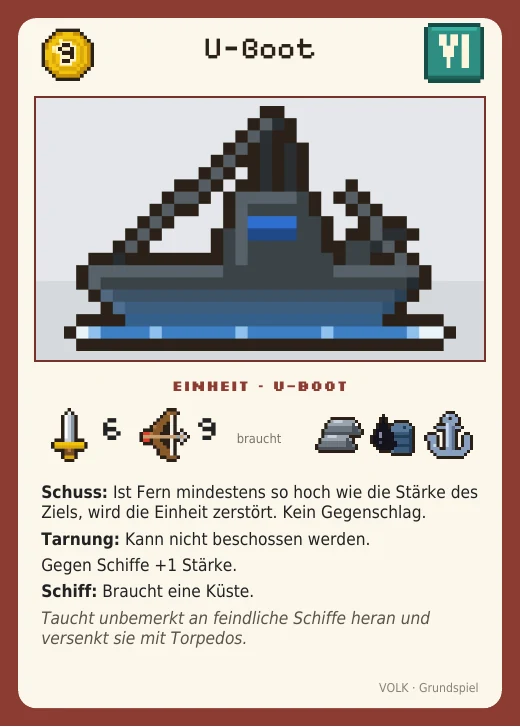 9
U-Boot
VI
EINHEIT · U-BOOT
6
9
braucht
Schuss: Ist Fern mindestens so hoch wie die Stärke des
Ziels, wird die Einheit zerstört. Kein Gegenschlag.
Tarnung: Kann nicht beschossen werden.
Gegen Schiffe +1 Stärke.
Schiff: Braucht eine Küste.
Taucht unbemerkt an feindliche Schiffe heran und
versenkt sie mit Torpedos.
VOLK · Grundspiel